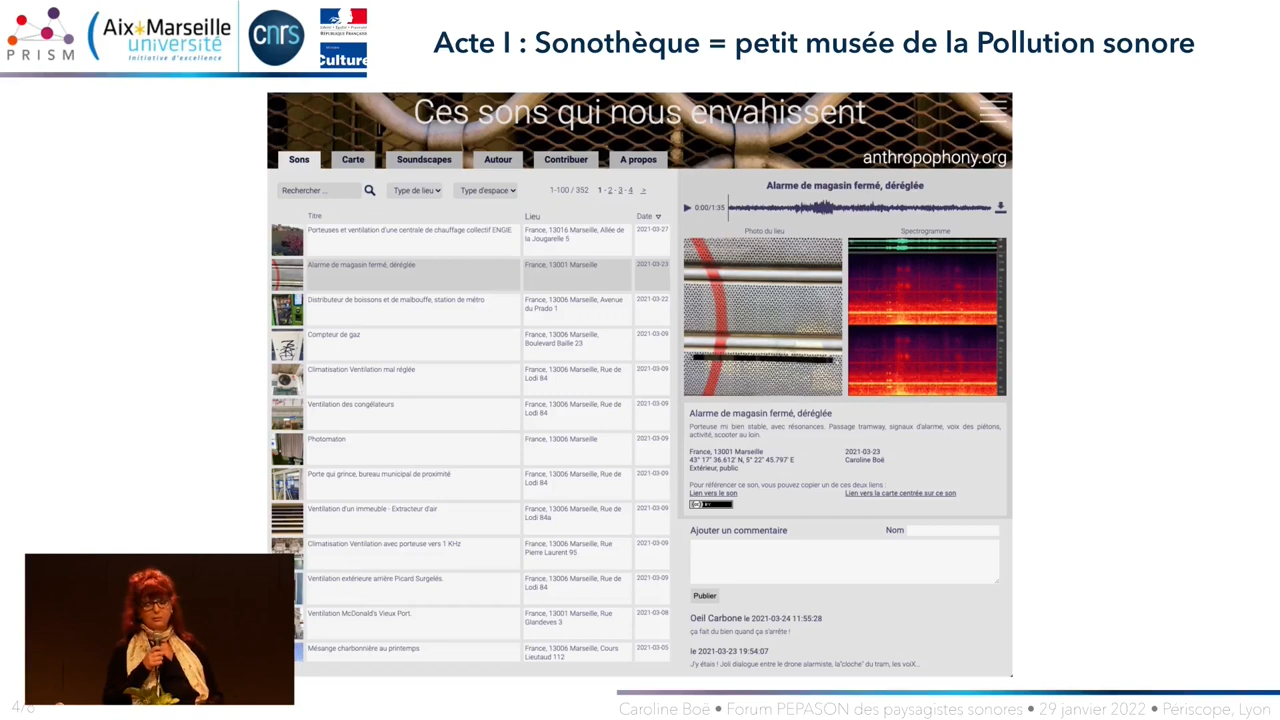 PRISM
Aix*Marseille
université
Initiative d'excellence
cnrs
RÉPUBLIQUE FRANÇAISE
Culture
Acte I : Sonothèque = petit musée de la Pollution sonore
Ces sons qui nous envahissent
anthropophony.org
Sons Carte Soundscapes Autour Contribuer A propos
Rechercher ... Type de lieu Type d'espace 1-100 / 352 1 - 2 - 3 - 4 >
Titre Lieu Date
Porteuses et ventilation d'une centrale de chauffage collectif ENGIE France, 13016 Marseille, Allée de 2021-03-27
la Jougarelle 5
Alarme de magasin fermé, déréglée France, 13001 Marseille 2021-03-23
Distributeur de boissons et de malbouffe, station de métro France, 13006 Marseille, Avenue 2021-03-22
du Prado 1
Compteur de gaz France, 13006 Marseille, 2021-03-09
Boulevard Baille 23
Climatisation Ventilation mal réglée France, 13006 Marseille, Rue de 2021-03-09
Lodi 84
Ventilation des congélateurs France, 13006 Marseille, Rue de 2021-03-09
Lodi 84
Photomaton France, 13006 Marseille 2021-03-09
Porte qui grince, bureau municipal de proximité France, 13006 Marseille, Rue de 2021-03-09
Lodi 84
Ventilation d'un immeuble - Extracteur d'air France, 13006 Marseille, Rue de 2021-03-09
Lodi 84a
Climatisation Ventilation avec porteuse vers 1 KHz France, 13006 Marseille, Rue 2021-03-09
Pierre Laurent 95
Ventilation extérieure arrière Picard Surgelés. France, 13006 Marseille, Rue de 2021-03-09
Lodi 84
Ventilation McDonald's Vieux Port. France, 13001 Marseille, Rue 2021-03-08
Glandeves 3
Mésange charbonnière au printemps France, 13006 Marseille, Cours 2021-03-05
Lieutaud 112
Alarme de magasin fermé, déréglée
0:00/1:35
Photo du lieu Spectrogramme
Alarme de magasin fermé, déréglée
Porteuse mi bien stable, avec résonances. Passage tramway, signaux d'alarme, voix des piétons,
activité, scooter au loin.
France, 13001 Marseille 2021-03-23
43° 17' 36.612' N, 5° 22' 45.797' E Caroline Boë
Extérieur, public
Pour référencer ce son, vous pouvez copier un de ces deux liens :
Lien vers le son Lien vers la carte centrée sur ce son
cc BY
Ajouter un commentaire Nom
Publier
Oeil Carbone le 2021-03-24 11:55:28
ça fait du bien quand ça s'arrête !
le 2021-03-23 19:54:07
J'y étais ! Joli dialogue entre le drone alarmiste, la"cloche" du tram, les voiX...
Caroline Boë • Forum PEPASON des paysagistes sonores • 29 janvier 2022 • Périscope, Lyon